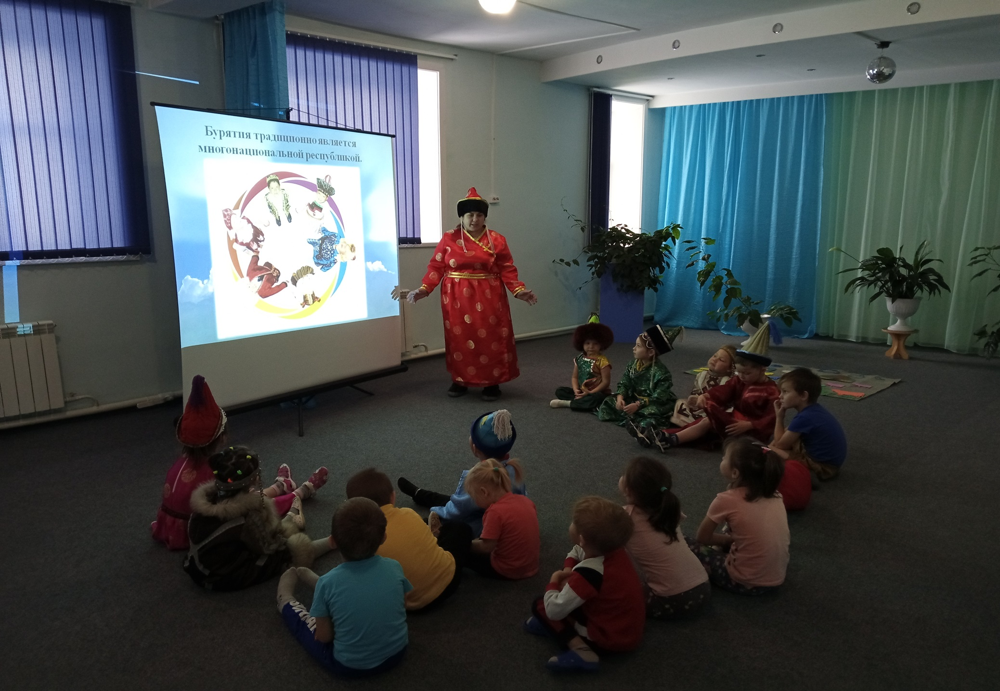 Бурятия традиционно является
многонациональной республикой.